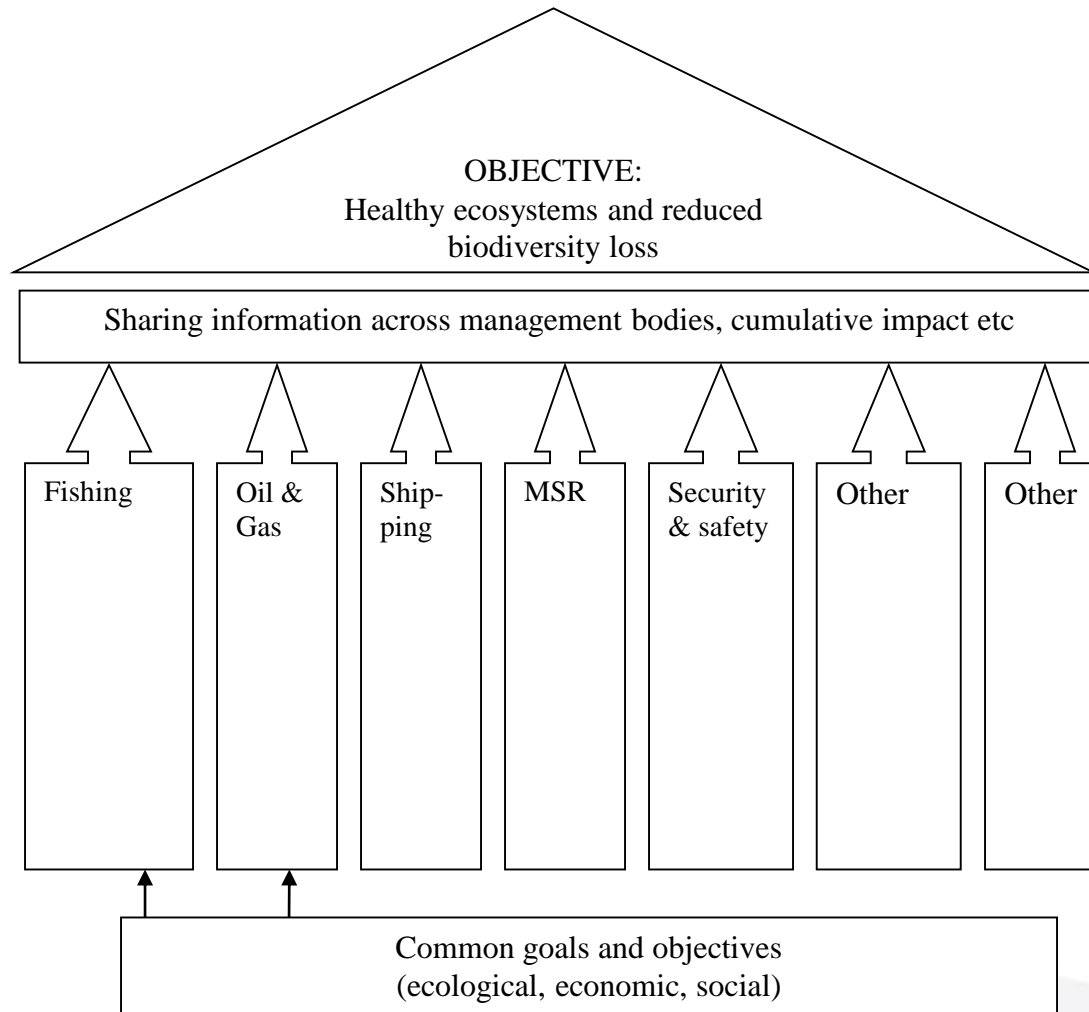 OBJECTIVE:
Healthy ecosystems and reduced
biodiversity loss
Sharing information across management bodies, cumulative impact etc
Fishing
Oil &
Gas
Ship-
ping
MSR
Security
& safety
Other
Other
Common goals and objectives
(ecological, economic, social)